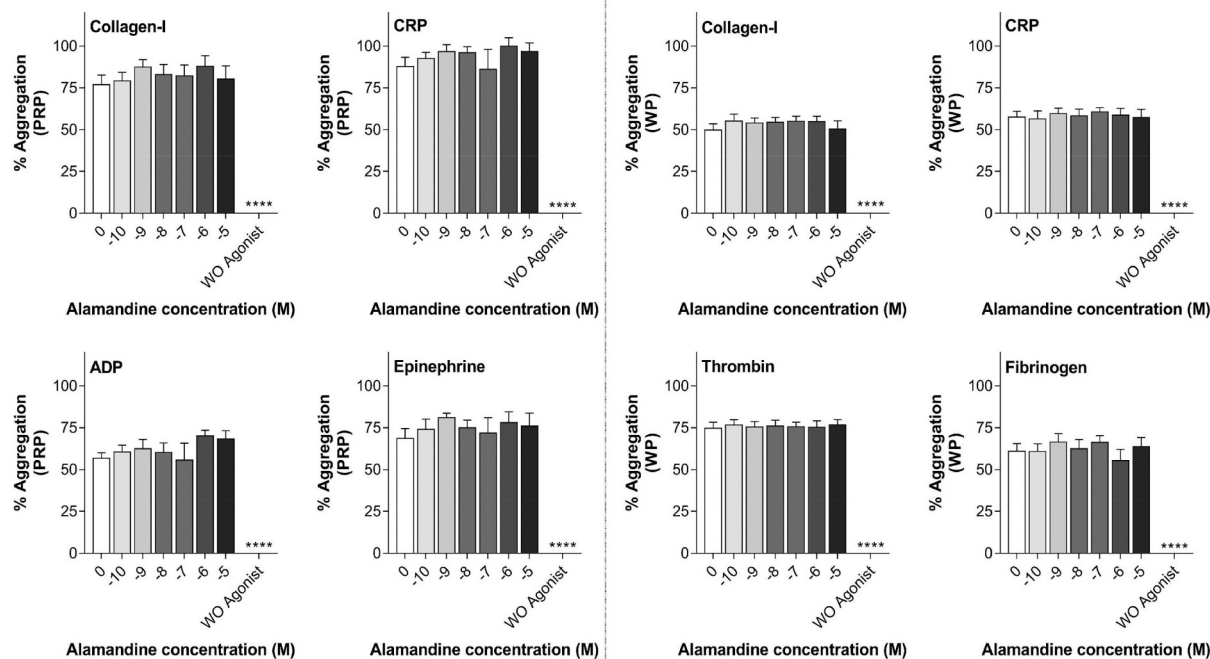 Collagen-I
% Aggregation
(PRP)
100
75
50
25
0
****
0
-10
-9
-8
-7
-6
-5
WO Agonist
Alamandine concentration (M)
CRP
% Aggregation
(PRP)
100
75
50
25
0
****
0
-10
-9
-8
-7
-6
-5
WO Agonist
Alamandine concentration (M)
Collagen-I
% Aggregation
(WP)
100
75
50
25
0
****
0
-10
-9
-8
-7
-6
-5
WO Agonist
Alamandine concentration (M)
CRP
% Aggregation
(WP)
100
75
50
25
0
****
0
-10
-9
-8
-7
-6
-5
WO Agonist
Alamandine concentration (M)
ADP
% Aggregation
(PRP)
100
75
50
25
0
****
0
-10
-9
-8
-7
-6
-5
WO Agonist
Alamandine concentration (M)
Epinephrine
% Aggregation
(PRP)
100
75
50
25
0
****
0
-10
-9
-8
-7
-6
-5
WO Agonist
Alamandine concentration (M)
Thrombin
% Aggregation
(WP)
100
75
50
25
0
****
0
-10
-9
-8
-7
-6
-5
WO Agonist
Alamandine concentration (M)
Fibrinogen
% Aggregation
(WP)
100
75
50
25
0
****
0
-10
-9
-8
-7
-6
-5
WO Agonist
Alamandine concentration (M)